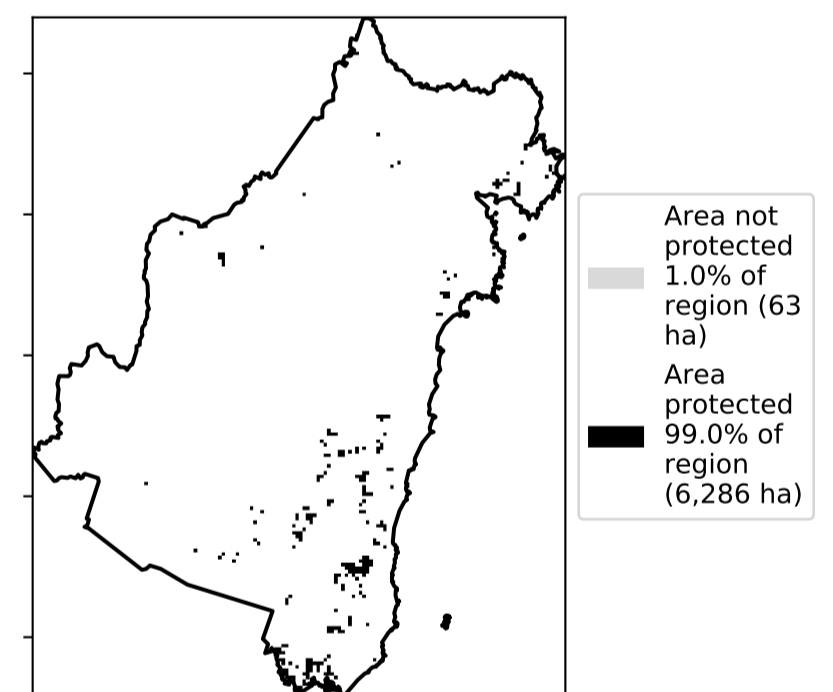 Area not
protected
1.0% of
region (63
ha)
Area
protected
99.0% of
region
(6,286 ha)